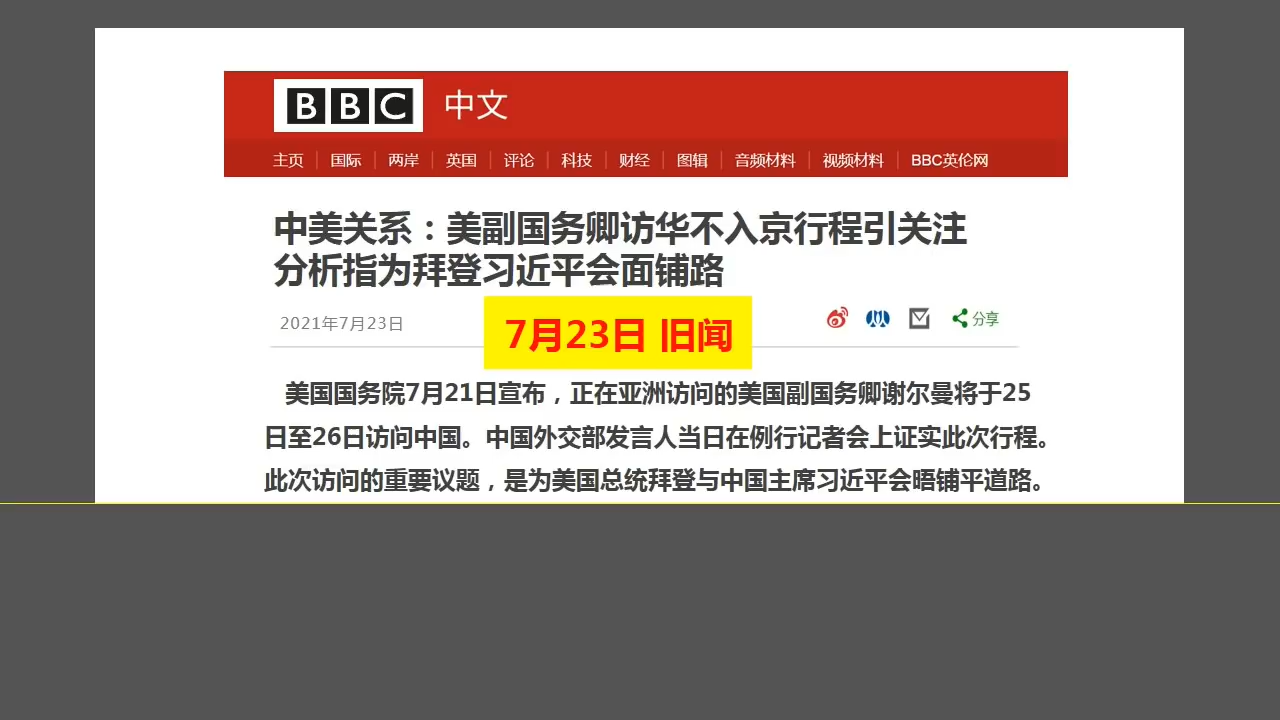 BBC 中文
主页 国际 两岸 英国 评论 科技 财经 图辑 音频材料 视频材料 BBC英伦网
中美关系：美副国务卿访华不入京行程引关注
分析指为拜登习近平会面铺路
2021年7月23日
7月23日 旧闻
分享
美国国务院7月21日宣布，正在亚洲访问的美国副国务卿谢尔曼将于25
日至26日访问中国。中国外交部发言人当日在例行记者会上证实此次行程。
此次访问的重要议题，是为美国总统拜登与中国主席习近平会晤铺平道路。